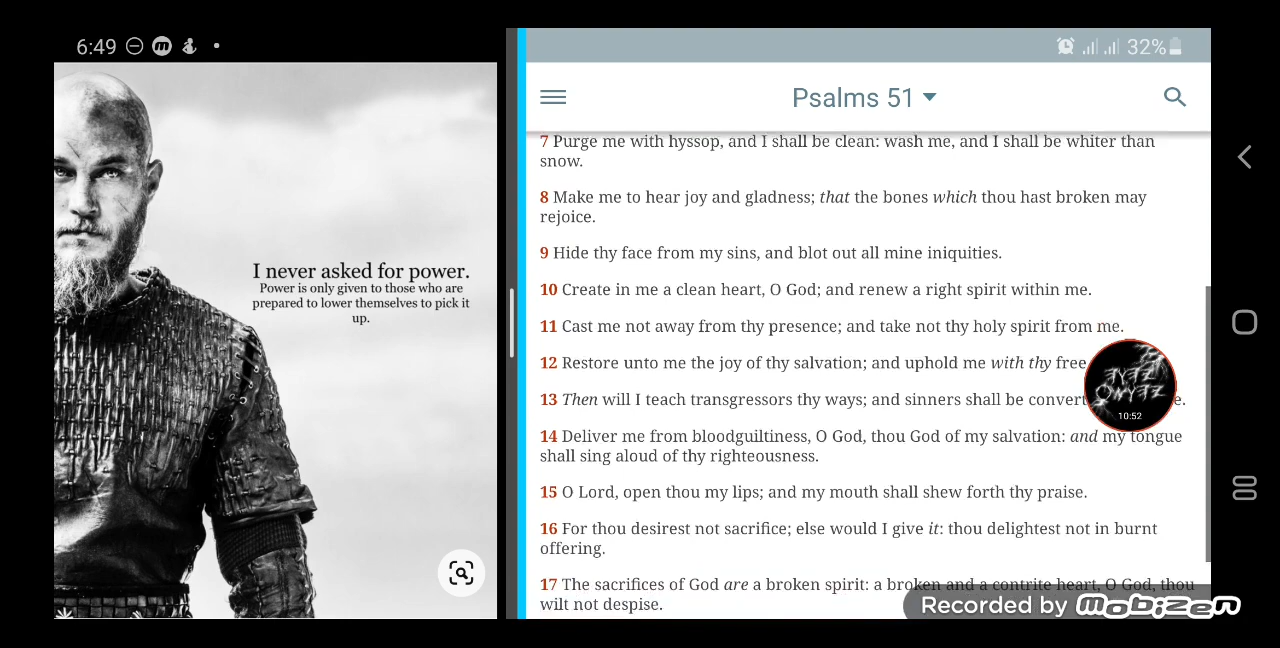 6:49
32%
I never asked for power.
Power is only given to those who are
prepared to lower themselves to pick it
up.
Psalms 51
7 Purge me with hyssop, and I shall be clean: wash me, and I shall be whiter than
snow.
8 Make me to hear joy and gladness; that the bones which thou hast broken may
rejoice.
9 Hide thy face from my sins, and blot out all mine iniquities.
10 Create in me a clean heart, O God; and renew a right spirit within me.
11 Cast me not away from thy presence; and take not thy holy spirit from me.
12 Restore unto me the joy of thy salvation; and uphold me with thy free
13 Then will I teach transgressors thy ways; and sinners shall be convert e.
10:52
14 Deliver me from bloodguiltiness, O God, thou God of my salvation: and my tongue
shall sing aloud of thy righteousness.
15 O Lord, open thou my lips; and my mouth shall shew forth thy praise.
16 For thou desirest not sacrifice; else would I give it: thou delightest not in burnt
offering.
17 The sacrifices of God are a broken spirit: a broken and a contrite heart, O God, thou
wilt not despise.
Recorded by Mobizen